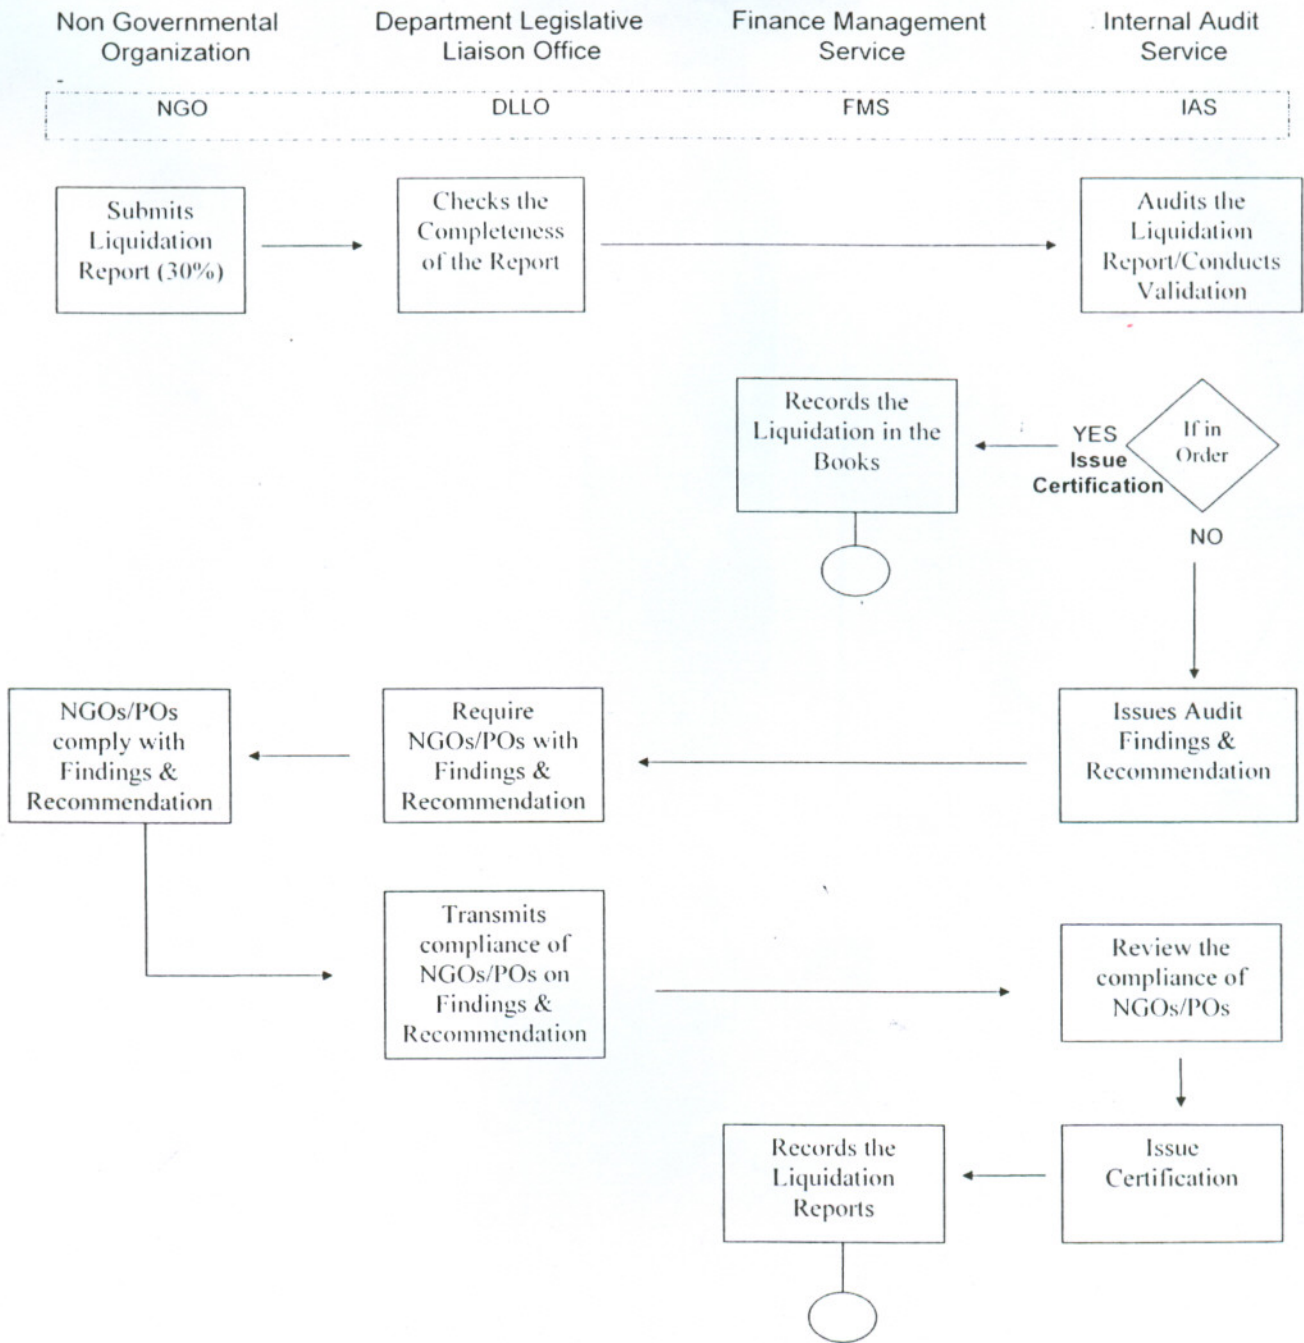 Non Governmental
Organization
Department Legislative
Liaison Office
Finance Management
Service
Internal Audit
Service
NGO
DLLO
FMS
IAS
Submits
Liquidation
Report (30%)
Checks the
Completeness
of the Report
Audits the
Liquidation
Report/Conducts
Validation
Records the
Liquidation in the
Books
YES
Issue
Certification
If in
Order
NO
NGOs/POs
comply with
Findings &
Recommendation
Require
NGOs/POs with
Findings &
Recommendation
Issues Audit
Findings &
Recommendation
Transmits
compliance of
NGOs/POs on
Findings &
Recommendation
Review the
compliance of
NGOs/POs
Records the
Liquidation
Reports
Issue
Certification